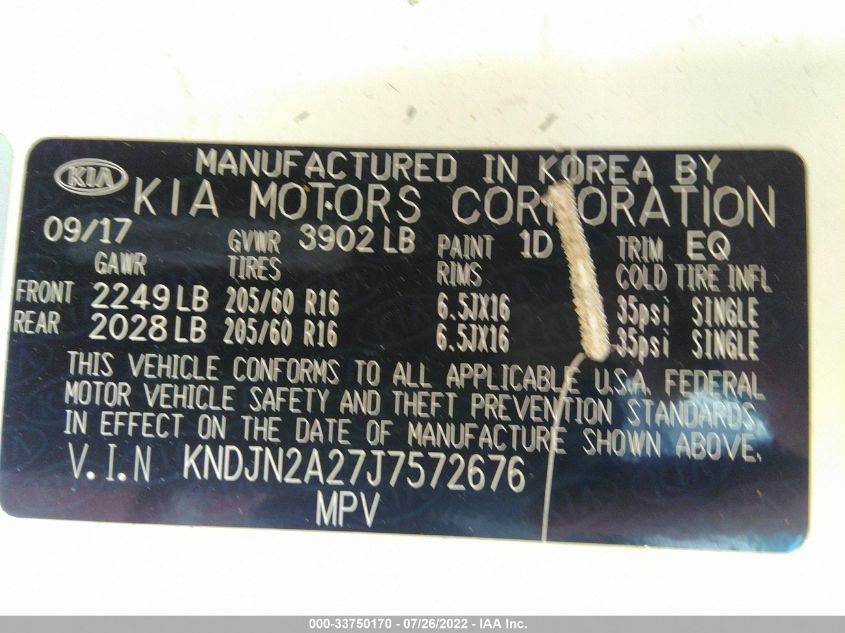 KIA
MANUFACTURED IN KOREA BY
KIA MOTORS CORPORATION
09/17 GVWR 3902 LB PAINT 1D TRIM EQ
GAWR TIRES RIMS COLD TIRE INFL
FRONT 2249 LB 205/60 R16 6.5JX16 35psi SINGLE
REAR 2028 LB 205/60 R16 6.5JX16 35psi SINGLE
THIS VEHICLE CONFORMS TO ALL APPLICABLE U.S.A. FEDERAL
MOTOR VEHICLE SAFETY AND THEFT PREVENTION STANDARDS
IN EFFECT ON THE DATE OF MANUFACTURE SHOWN ABOVE.
V.I.N KNDJN2A27J7572676
MPV
000-33750170 - 07/26/2022 - IAA Inc.